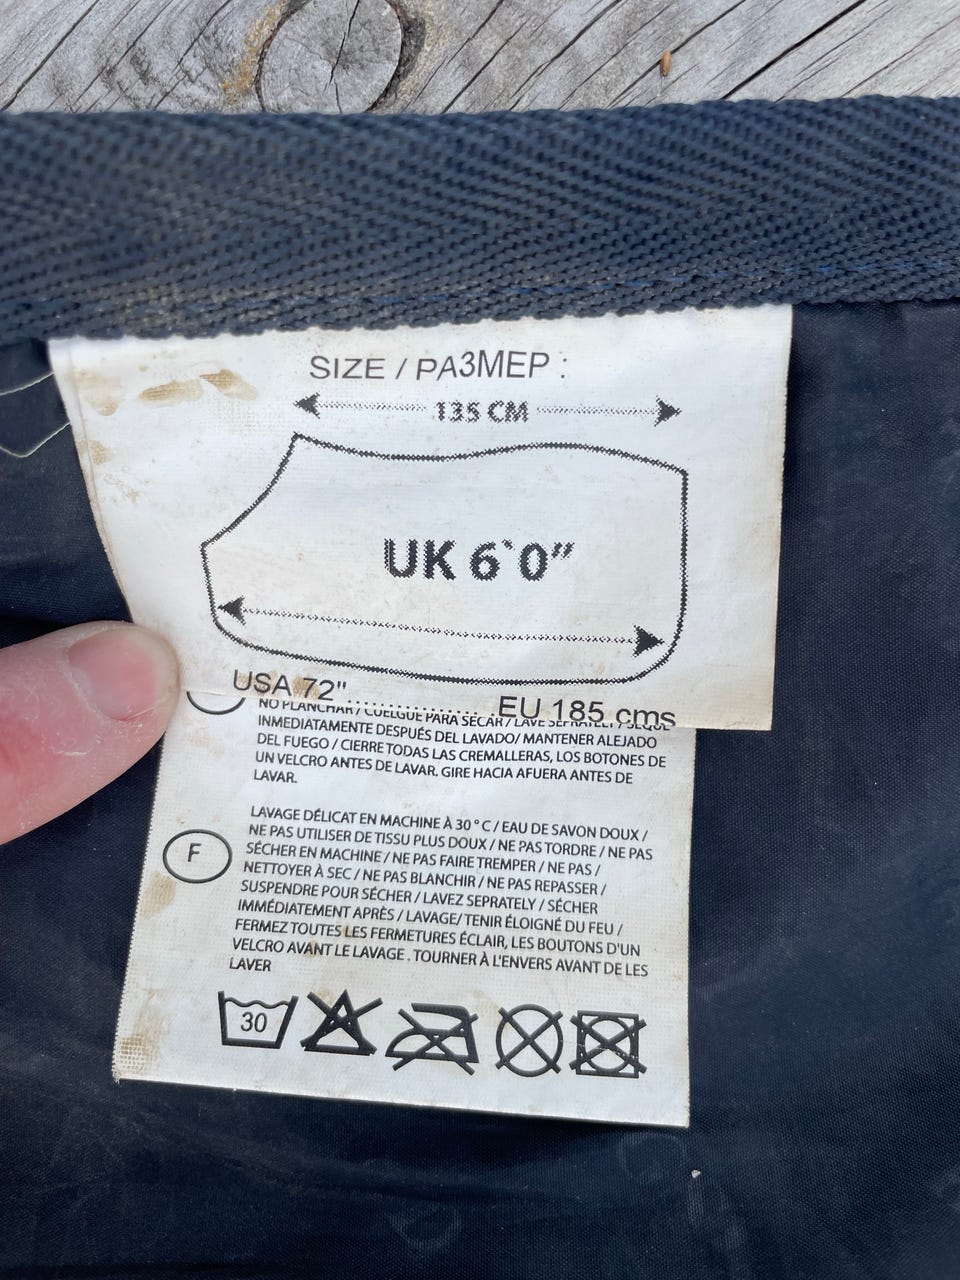 SIZE / РАЗМЕР :
135 CM
UK 6`0"
USA 72" EU 185 cms
NO PLANCHAR / CUELGUE PARA SECAR / LAVE SEPRATELY / SEQUE
INMEDIATAMENTE DESPUÉS DEL LAVADO/ MANTENER ALEJADO
DEL FUEGO / CIERRE TODAS LAS CREMALLERAS, LOS BOTONES DE
UN VELCRO ANTES DE LAVAR. GIRE HACIA AFUERA ANTES DE
LAVAR.
F
LAVAGE DÉLICAT EN MACHINE À 30 ° C / EAU DE SAVON DOUX /
NE PAS UTILISER DE TISSU PLUS DOUX / NE PAS TORDRE / NE PAS
SÉCHER EN MACHINE / NE PAS FAIRE TREMPER / NE PAS /
NETTOYER À SEC / NE PAS BLANCHIR / NE PAS REPASSER /
SUSPENDRE POUR SÉCHER / LAVEZ SEPRATELY / SÉCHER
IMMÉDIATEMENT APRÈS / LAVAGE/ TENIR ÉLOIGNÉ DU FEU /
FERMEZ TOUTES LES FERMETURES ÉCLAIR, LES BOUTONS D'UN
VELCRO AVANT LE LAVAGE . TOURNER À L'ENVERS AVANT DE LES
LAVER
30